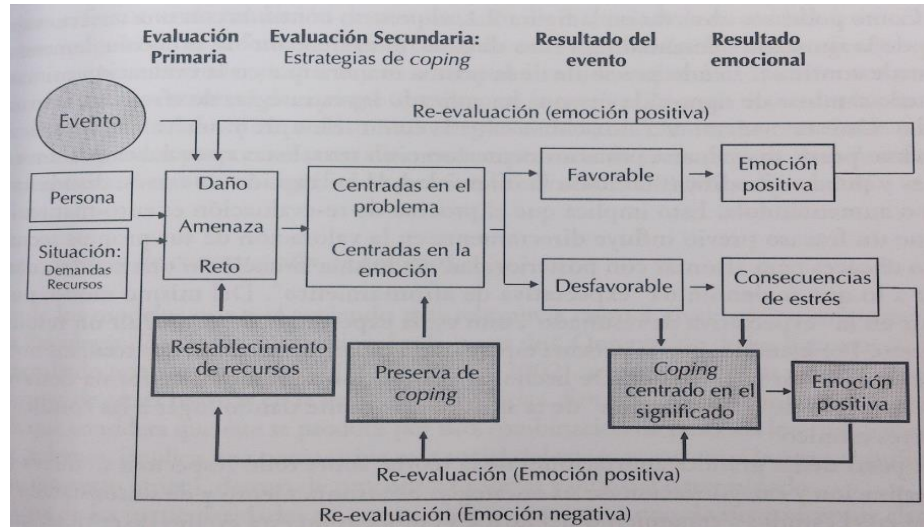 Evaluación
Primaria
Evaluación Secundaria:
Estrategias de coping
Resultado del
evento
Resultado
emocional
Evento
Re-evaluación (emoción positiva)
Persona
Situación:
Demandas
Recursos
Daño
Amenaza
Reto
Centradas en el
problema
Centradas en la
emoción
Favorable
Emoción
positiva
Desfavorable
Consecuencias
de estrés
Restablecimiento
de recursos
Preserva de
coping
Coping
centrado en el
significado
Emoción
positiva
Re-evaluación (Emoción positiva)
Re-evaluación (Emoción negativa)